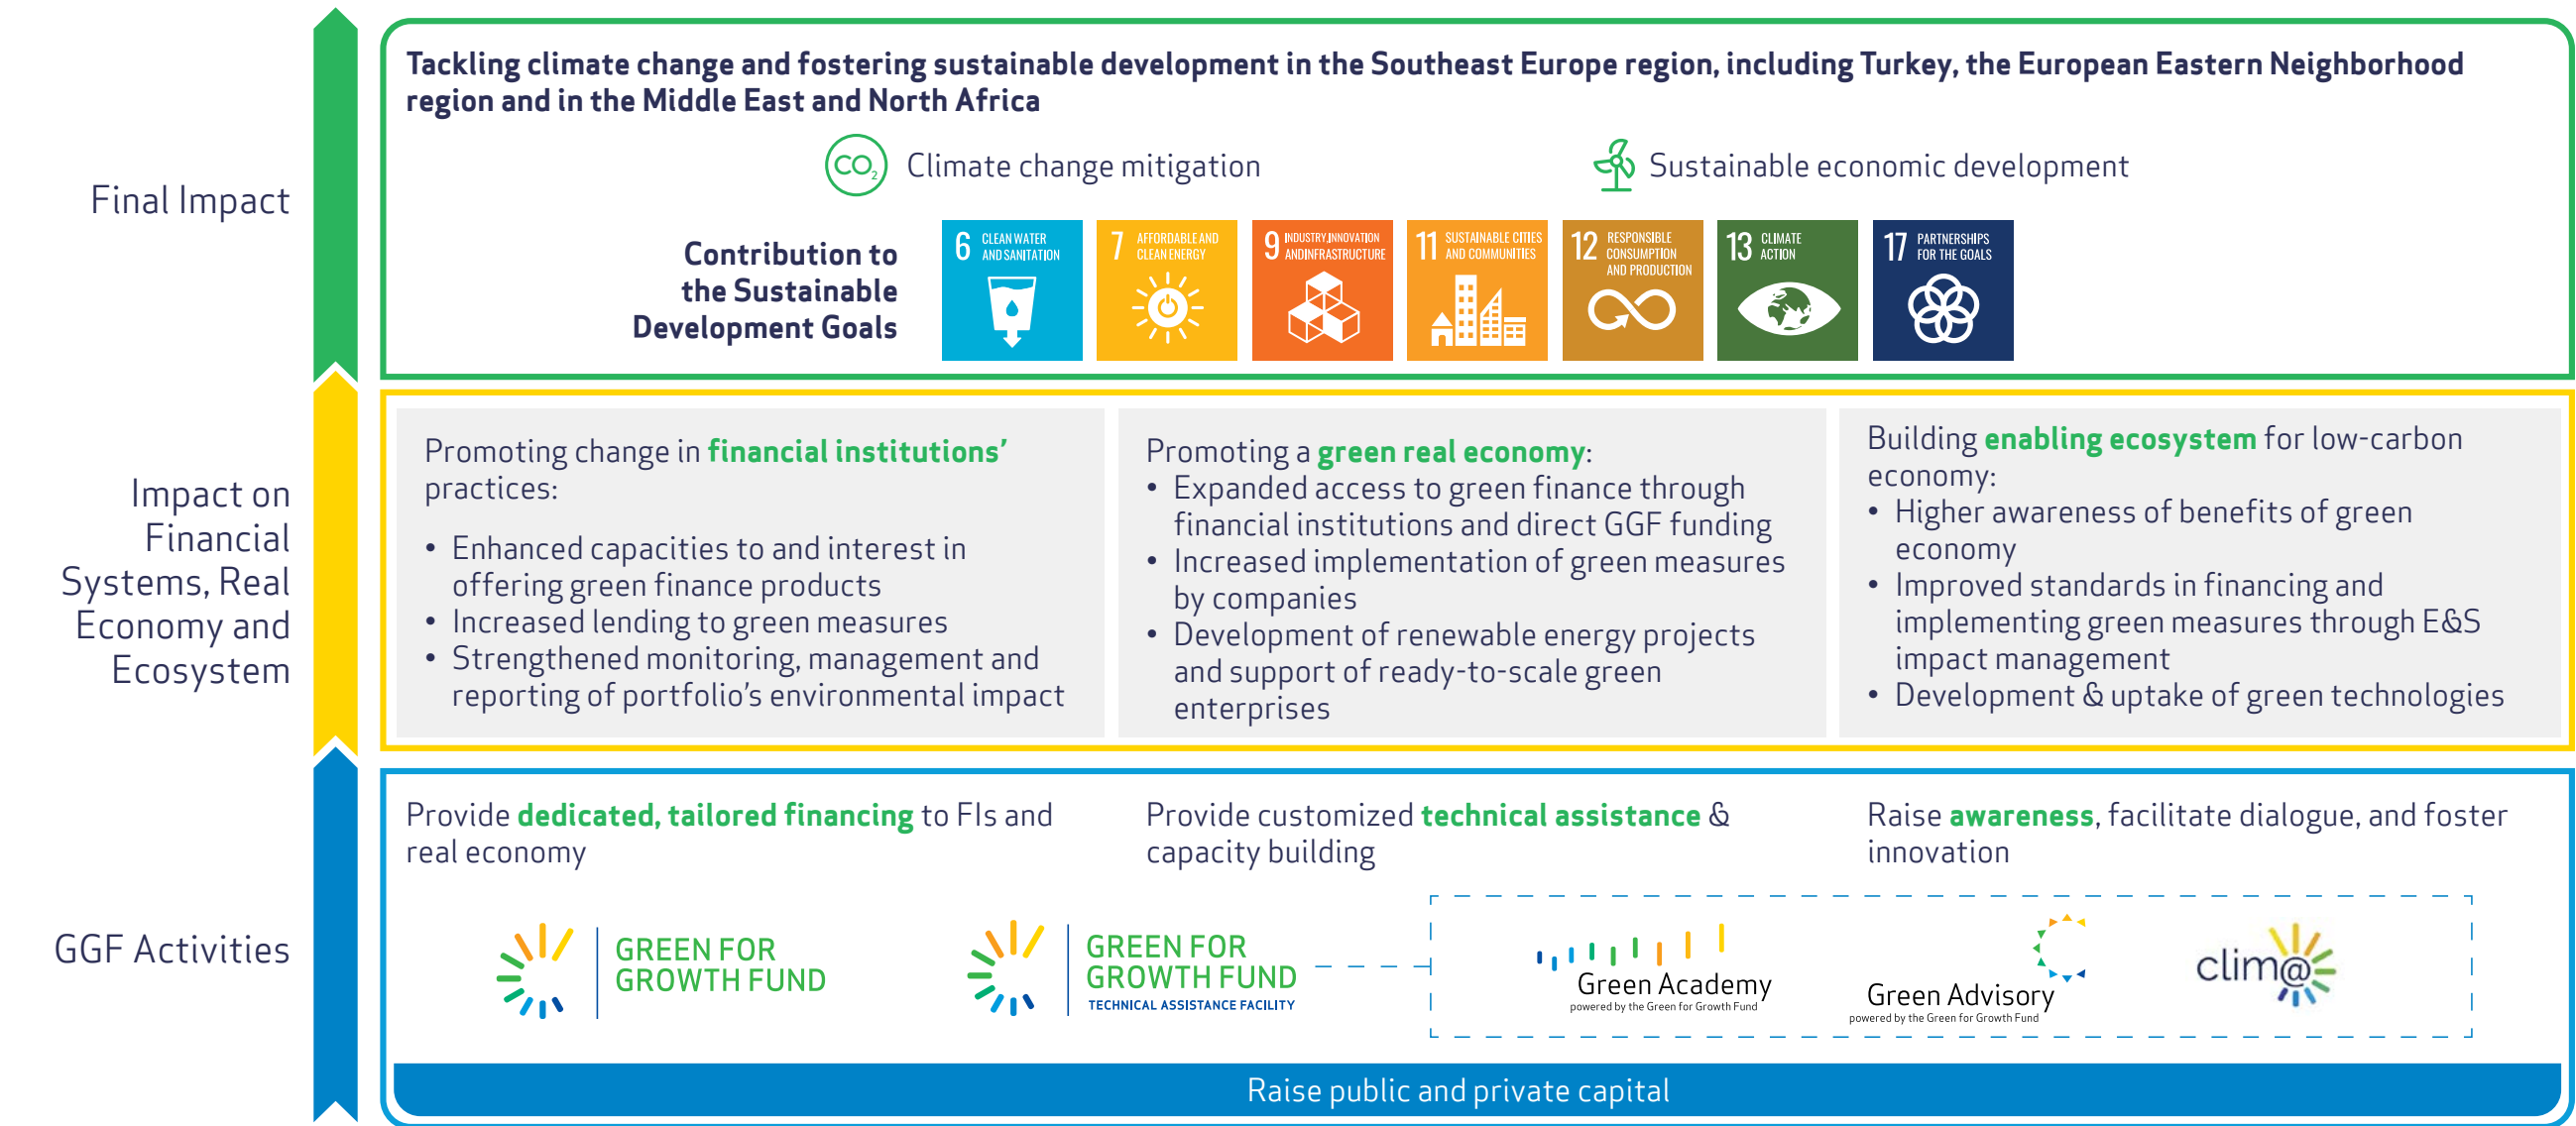 Tackling climate change and fostering sustainable development in the Southeast Europe region, including Turkey, the European Eastern Neighborhood
region and in the Middle East and North Africa
Final Impact
CO2
Climate change mitigation
Sustainable economic development
Contribution to
the Sustainable
Development Goals
6 CLEAN WATER
AND SANITATION
7 AFFORDABLE AND
CLEAN ENERGY
9 INDUSTRY,INNOVATION
ANDINFRASTRUCTURE
11 SUSTAINABLE CITIES
AND COMMUNITIES
12 RESPONSIBLE
CONSUMPTION
AND PRODUCTION
13 CLIMATE
ACTION
17 PARTNERSHIPS
FOR THE GOALS
Impact on
Financial
Systems, Real
Economy and
Ecosystem
Promoting change in financial institutions’
practices:
• Enhanced capacities to and interest in
offering green finance products
• Increased lending to green measures
• Strengthened monitoring, management and
reporting of portfolio’s environmental impact
Promoting a green real economy:
• Expanded access to green finance through
financial institutions and direct GGF funding
• Increased implementation of green measures
by companies
• Development of renewable energy projects
and support of ready-to-scale green
enterprises
Building enabling ecosystem for low-carbon
economy:
• Higher awareness of benefits of green
economy
• Improved standards in financing and
implementing green measures through E&S
impact management
• Development & uptake of green technologies
GGF Activities
Provide dedicated, tailored financing to FIs and
real economy
Provide customized technical assistance &
capacity building
Raise awareness, facilitate dialogue, and foster
innovation
GREEN FOR
GROWTH FUND
GREEN FOR
GROWTH FUND
TECHNICAL ASSISTANCE FACILITY
Green Academy
powered by the Green for Growth Fund
Green Advisory
powered by the Green for Growth Fund
clim@
Raise public and private capital